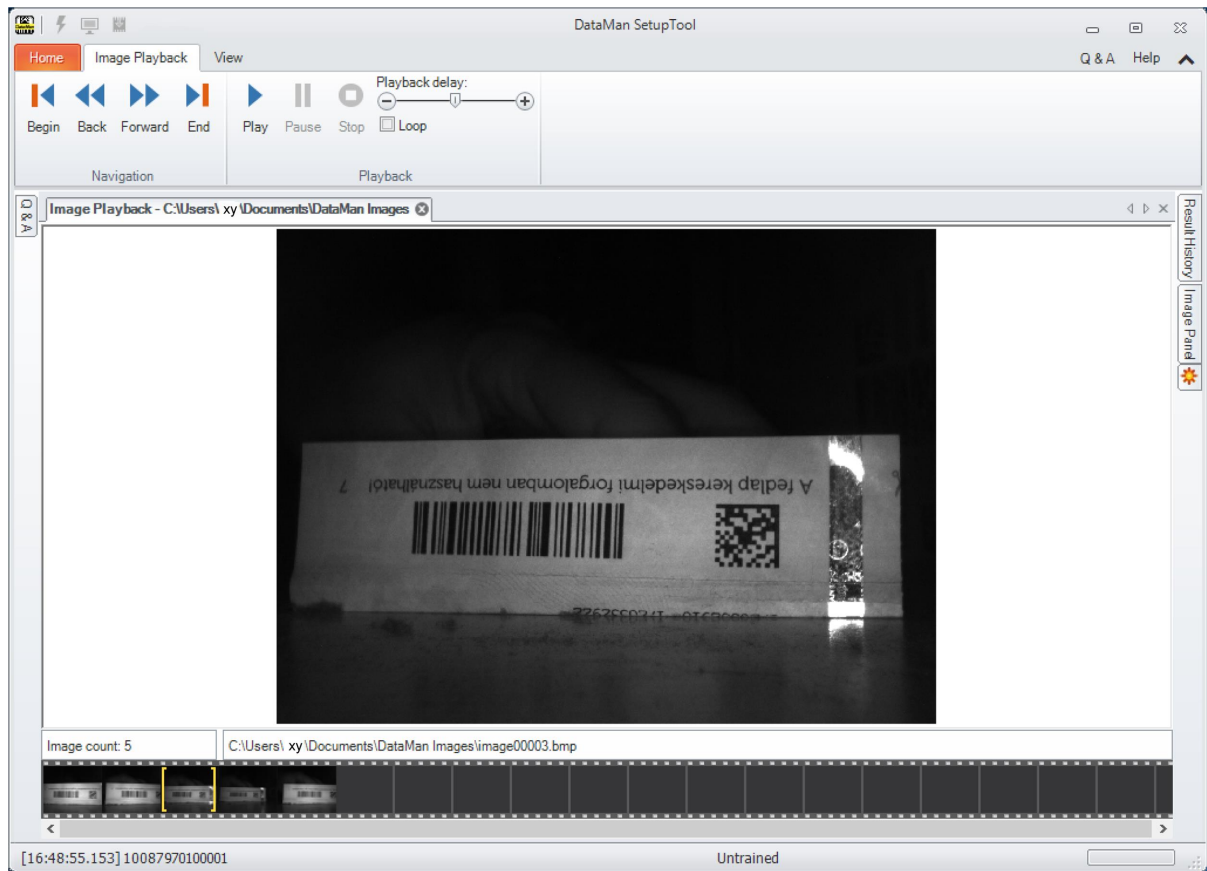 DataMan SetupTool
Home Image Playback View Q & A Help
Playback delay:
Begin Back Forward End Play Pause Stop Loop
Navigation Playback
Q & A
Image Playback - C:\Users\ xy \Documents\DataMan Images
Result History
Image Panel
A fedlap kereskedelmi forgalomban nem használható! 7
Image count: 5 C:\Users\ xy \Documents\DataMan Images\image00003.bmp
[16:48:55.153] 10087970100001 Untrained